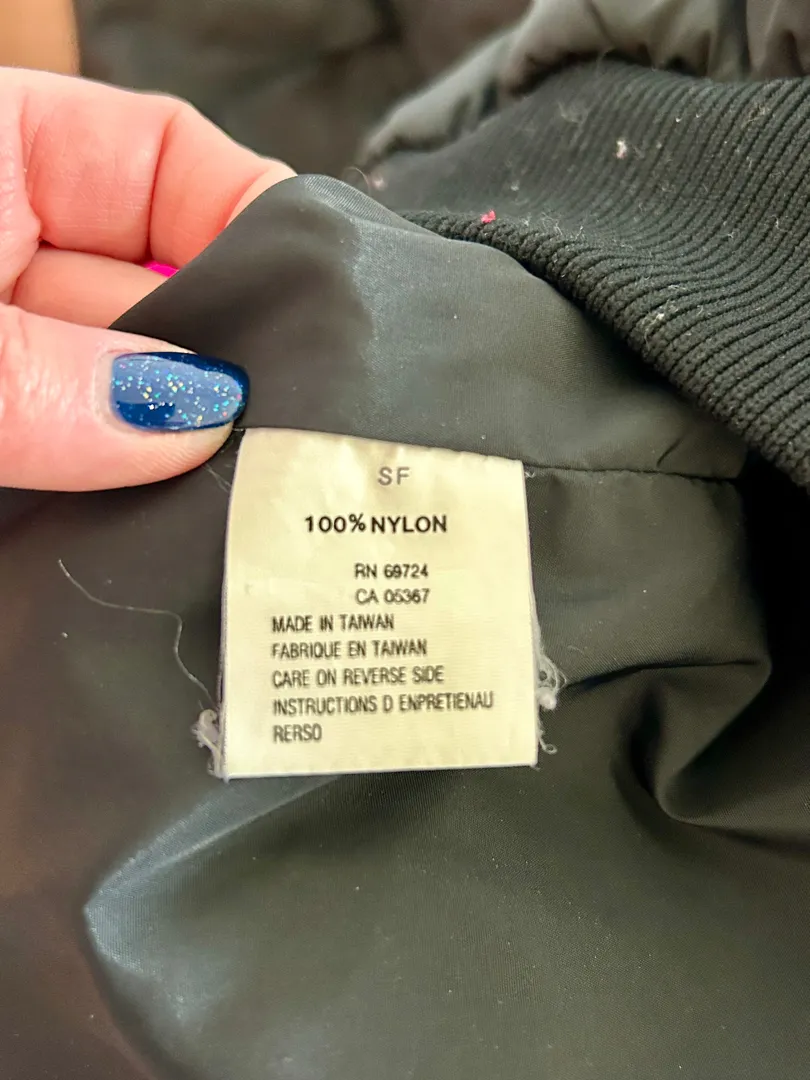 SF
100% NYLON
RN 69724
CA 05367
MADE IN TAIWAN
FABRIQUE EN TAIWAN
CARE ON REVERSE SIDE
INSTRUCTIONS D ENPRETIENAU
RERSO